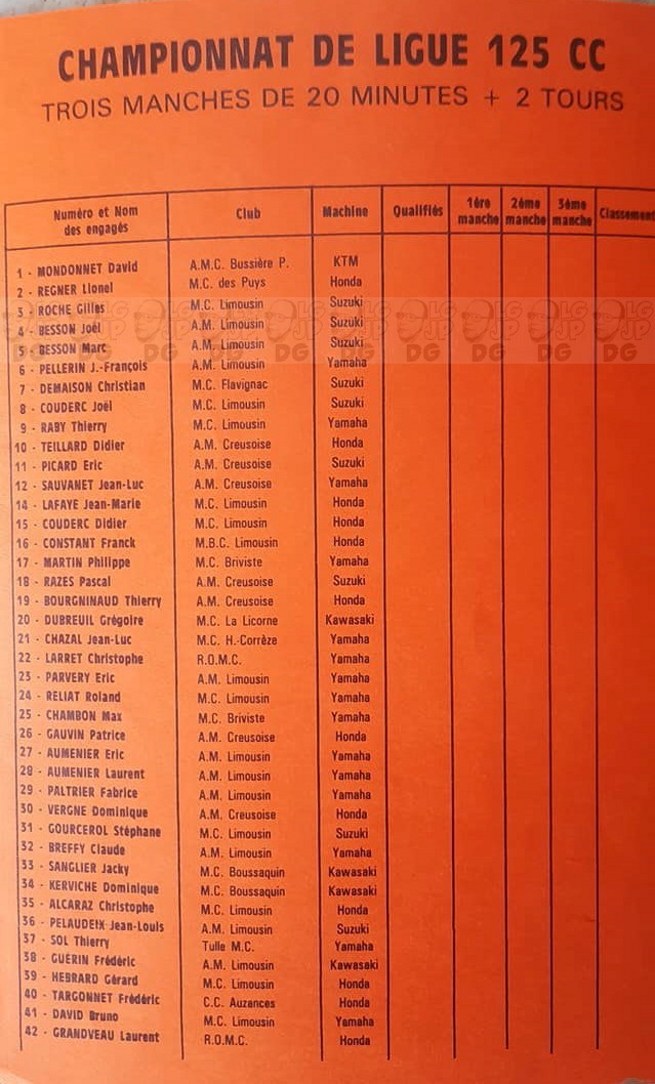 CHAMPIONNAT DE LIGUE 125 CC
TROIS MANCHES DE 20 MINUTES + 2 TOURS
Numéro et Nom des engagés Club Machine Qualifiés 1ère manche 2ème manche 3ème manche Classement
1 - MONDONNET David A.M.C. Bussière P. KTM
2 - REGNER Lionel M.C. des Puys Honda
3 - ROCHE Gilles M.C. Limousin Suzuki
4 - BESSON Joël A.M. Limousin Suzuki
5 - BESSON Marc A.M. Limousin Suzuki
6 - PELLERIN J.-François A.M. Limousin Yamaha
7 - DEMAISON Christian M.C. Flavignac Suzuki
8 - COUDERC Joël M.C. Limousin Suzuki
9 - RABY Thierry M.C. Limousin Yamaha
10 - TEILLARD Didier A.M. Creusoise Honda
11 - PICARD Eric A.M. Creusoise Suzuki
12 - SAUVANET Jean-Luc A.M. Creusoise Yamaha
14 - LAFAYE Jean-Marie M.C. Limousin Honda
15 - COUDERC Didier M.C. Limousin Honda
16 - CONSTANT Franck M.B.C. Limousin Honda
17 - MARTIN Philippe M.C. Briviste Yamaha
18 - RAZES Pascal A.M. Creusoise Suzuki
19 - BOURGNINAUD Thierry A.M. Creusoise Honda
20 - DUBREUIL Grégoire M.C. La Licorne Kawasaki
21 - CHAZAL Jean-Luc M.C. H.-Corrèze Yamaha
22 - LARRET Christophe R.O.M.C. Yamaha
23 - PARVERY Eric A.M. Limousin Yamaha
24 - RELIAT Roland M.C. Limousin Yamaha
25 - CHAMBON Max M.C. Briviste Yamaha
26 - GAUVIN Patrice A.M. Creusoise Honda
27 - AUMENIER Eric A.M. Limousin Yamaha
28 - AUMENIER Laurent A.M. Limousin Yamaha
29 - PALTRIER Fabrice A.M. Limousin Yamaha
30 - VERGNE Dominique A.M. Creusoise Honda
31 - GOURCEROL Stéphane M.C. Limousin Suzuki
32 - BREFFY Claude A.M. Limousin Yamaha
33 - SANGLIER Jacky M.C. Boussaquin Kawasaki
34 - KERVICHE Dominique M.C. Boussaquin Kawasaki
35 - ALCARAZ Christophe M.C. Limousin Honda
36 - PELAUDEIX Jean-Louis A.M. Limousin Suzuki
37 - SOL Thierry Tulle M.C. Yamaha
38 - GUERIN Frédéric A.M. Limousin Kawasaki
39 - HEBRARD Gérard M.C. Limousin Honda
40 - TARGONNET Frédéric C.C. Auzances Honda
41 - DAVID Bruno M.C. Limousin Yamaha
42 - GRANDVEAU Laurent R.O.M.C. Honda